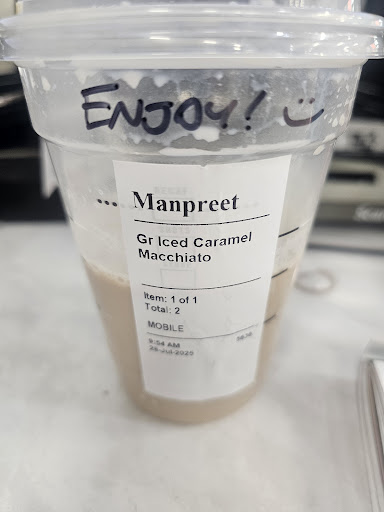 ENJOY!
Manpreet
Gr Iced Caramel
Macchiato
Item: 1 of 1
Total: 2
MOBILE
9:54 AM